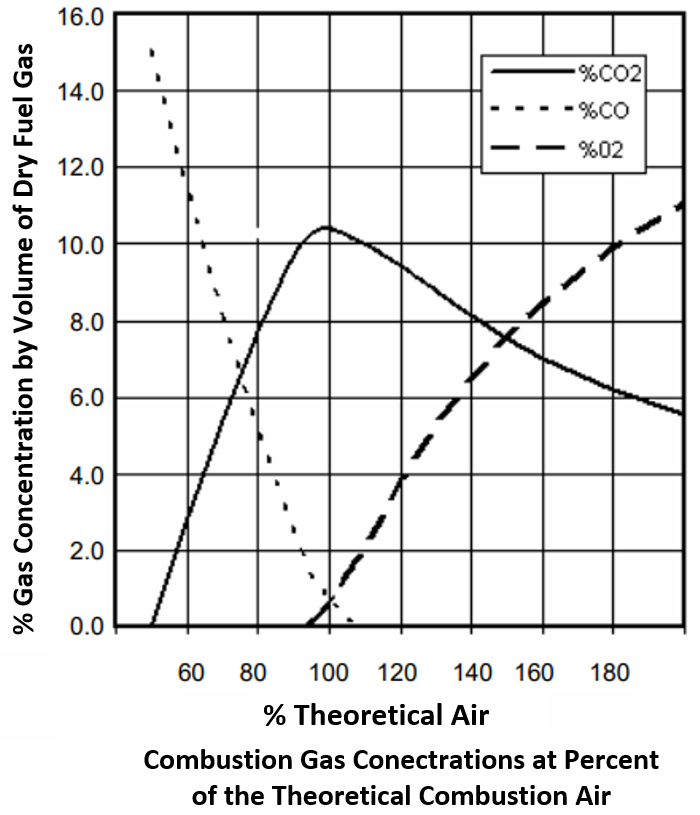 % Gas Concentration by Volume of Dry Fuel Gas
16.0
14.0
12.0
10.0
8.0
6.0
4.0
2.0
0.0
%CO2
%CO
%02
60 80 100 120 140 160 180
% Theoretical Air
Combustion Gas Conectrations at Percent
of the Theoretical Combustion Air